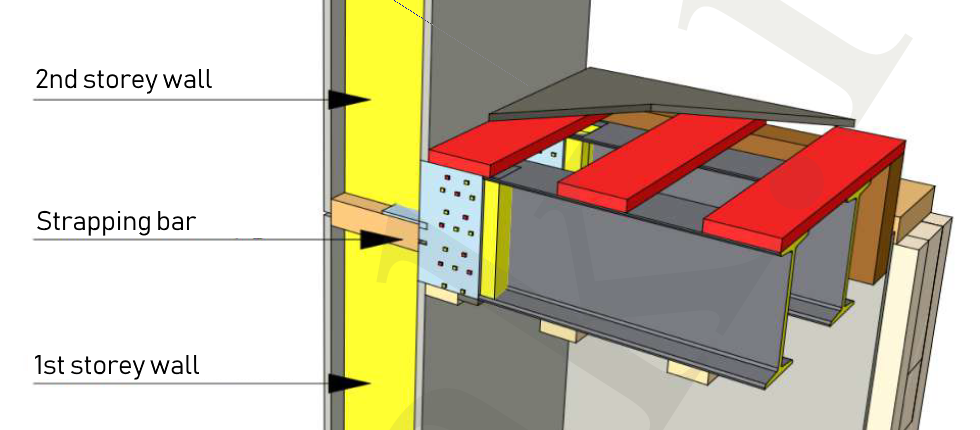 2nd storey wall
Strapping bar
1st storey wall